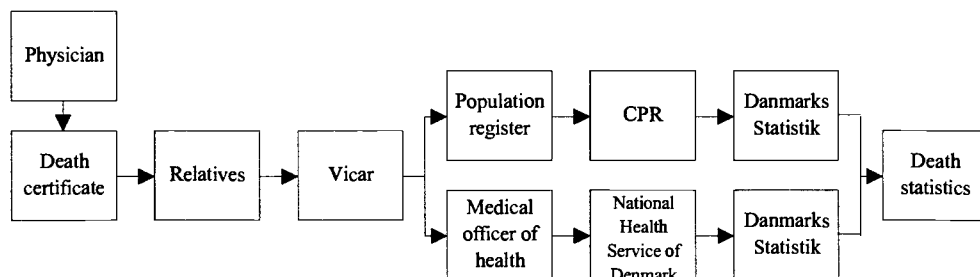 Physician
Death
certificate
Relatives
Vicar
Population
register
CPR
Danmarks
Statistik
Medical
officer of
health
National
Health
Service of
Denmark
Danmarks
Statistik
Death
statistics